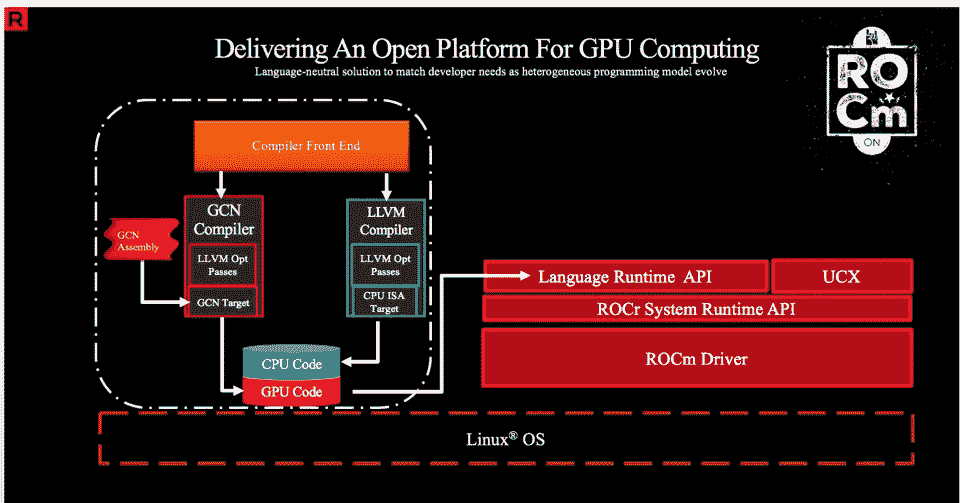 R
Delivering An Open Platform For GPU Computing
Language-neutral solution to match developer needs as heterogeneous programming model evolve
RO
Cm
ON
Compiler Front End
GCN
Compiler
LLVM Opt
Passes
GCN Target
GCN
Assembly
LLVM
Compiler
LLVM Opt
Passes
CPU ISA
Target
CPU Code
GPU Code
Language Runtime API
UCX
ROCr System Runtime API
ROCm Driver
Linux® OS